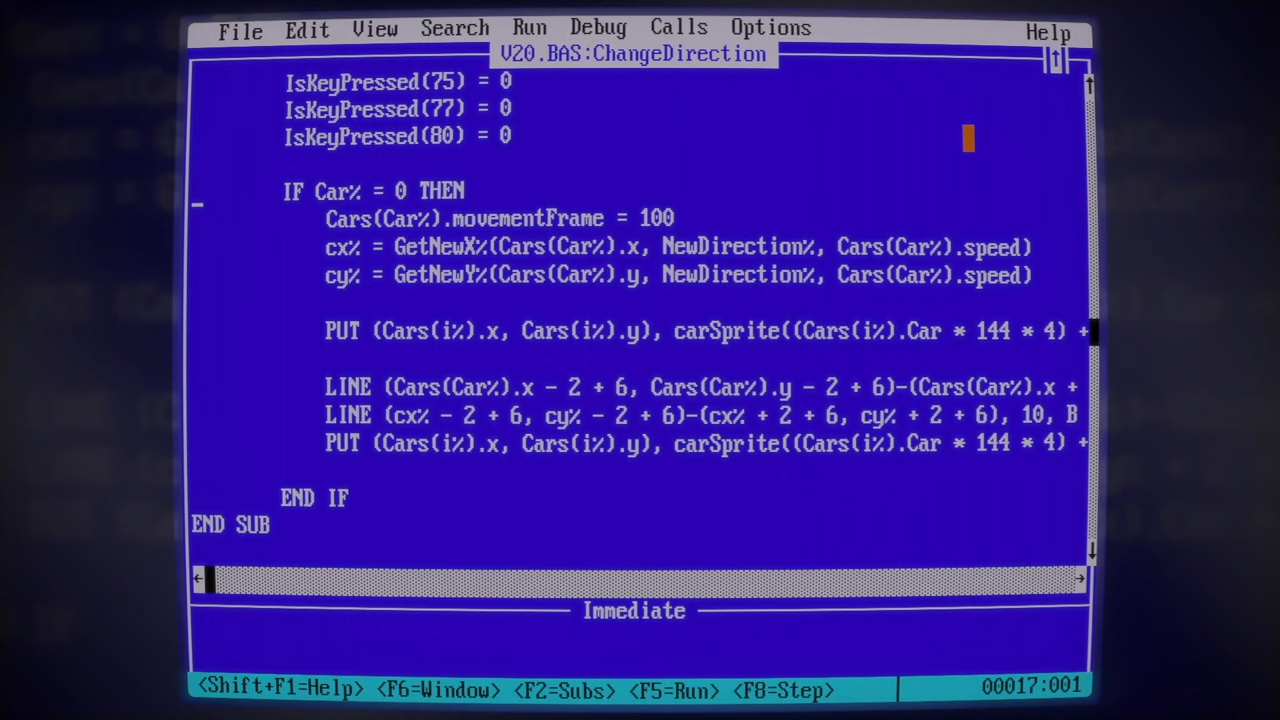 File Edit View Search Run Debug Calls Options Help
V20.BAS:ChangeDirection
IsKeyPressed(75) = 0
IsKeyPressed(77) = 0
IsKeyPressed(80) = 0
IF Car% = 0 THEN
Cars(Car%).movementFrame = 100
cx% = GetNewX%(Cars(Car%).x, NewDirection%, Cars(Car%).speed)
cy% = GetNewY%(Cars(Car%).y, NewDirection%, Cars(Car%).speed)
PUT (Cars(i%).x, Cars(i%).y), carSprite((Cars(i%).Car * 144 * 4) +
LINE (Cars(Car%).x - 2 + 6, Cars(Car%).y - 2 + 6)-(Cars(Car%).x +
LINE (cx% - 2 + 6, cy% - 2 + 6)-(cx% + 2 + 6, cy% + 2 + 6), 10, B
PUT (Cars(i%).x, Cars(i%).y), carSprite((Cars(i%).Car * 144 * 4) +
END IF
END SUB
Immediate
<Shift+F1=Help> <F6=Window> <F2=Subs> <F5=Run> <F8=Step> 00017:001